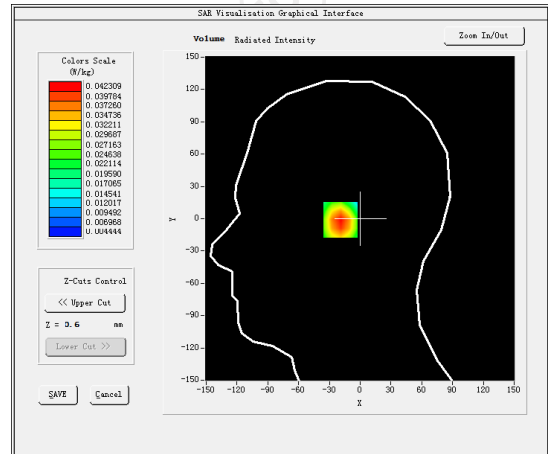 SAR Visualisation Graphical Interface
Volume Radiated Intensity
Zoom In/Out
Colors Scale
(W/kg)
0.042309
0.039784
0.037260
0.034736
0.032211
0.029687
0.027163
0.024638
0.022114
0.019590
0.017065
0.014541
0.012017
0.009492
0.006968
0.004444
Z-Cuts Control
<< Upper Cut
Z = 0.6 mm
Lower Cut >>
SAVE Cancel
150
120
90
60
30
0
-30
-60
-90
-120
-150
Y
-150 -120 -90 -60 -30 0 30 60 90 120 150
X